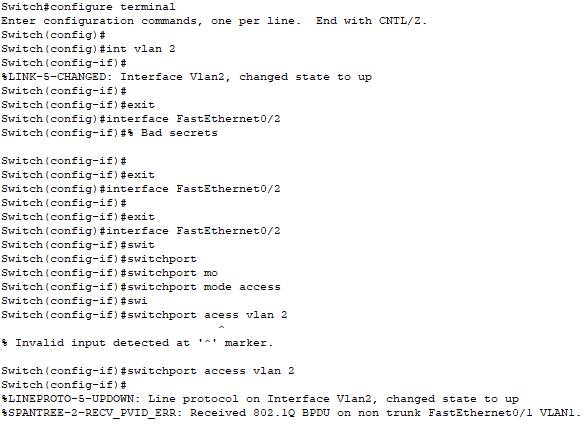 Switch#configure terminal
Enter configuration commands, one per line.  End with CNTL/Z.
Switch(config)#
Switch(config)#int vlan 2
Switch(config-if)#
%LINK-5-CHANGED: Interface Vlan2, changed state to up
Switch(config-if)#
Switch(config-if)#exit
Switch(config)#interface FastEthernet0/2
Switch(config-if)#% Bad secrets

Switch(config-if)#
Switch(config-if)#exit
Switch(config)#interface FastEthernet0/2
Switch(config-if)#
Switch(config-if)#exit
Switch(config)#interface FastEthernet0/2
Switch(config-if)#swit
Switch(config-if)#switchport
Switch(config-if)#switchport mo
Switch(config-if)#switchport mode access
Switch(config-if)#swi
Switch(config-if)#switchport acess vlan 2
                               ^
% Invalid input detected at '^' marker.

Switch(config-if)#switchport access vlan 2
Switch(config-if)#
%LINEPROTO-5-UPDOWN: Line protocol on Interface Vlan2, changed state to up
%SPANTREE-2-RECV_PVID_ERR: Received 802.1Q BPDU on non trunk FastEthernet0/1 VLAN1.